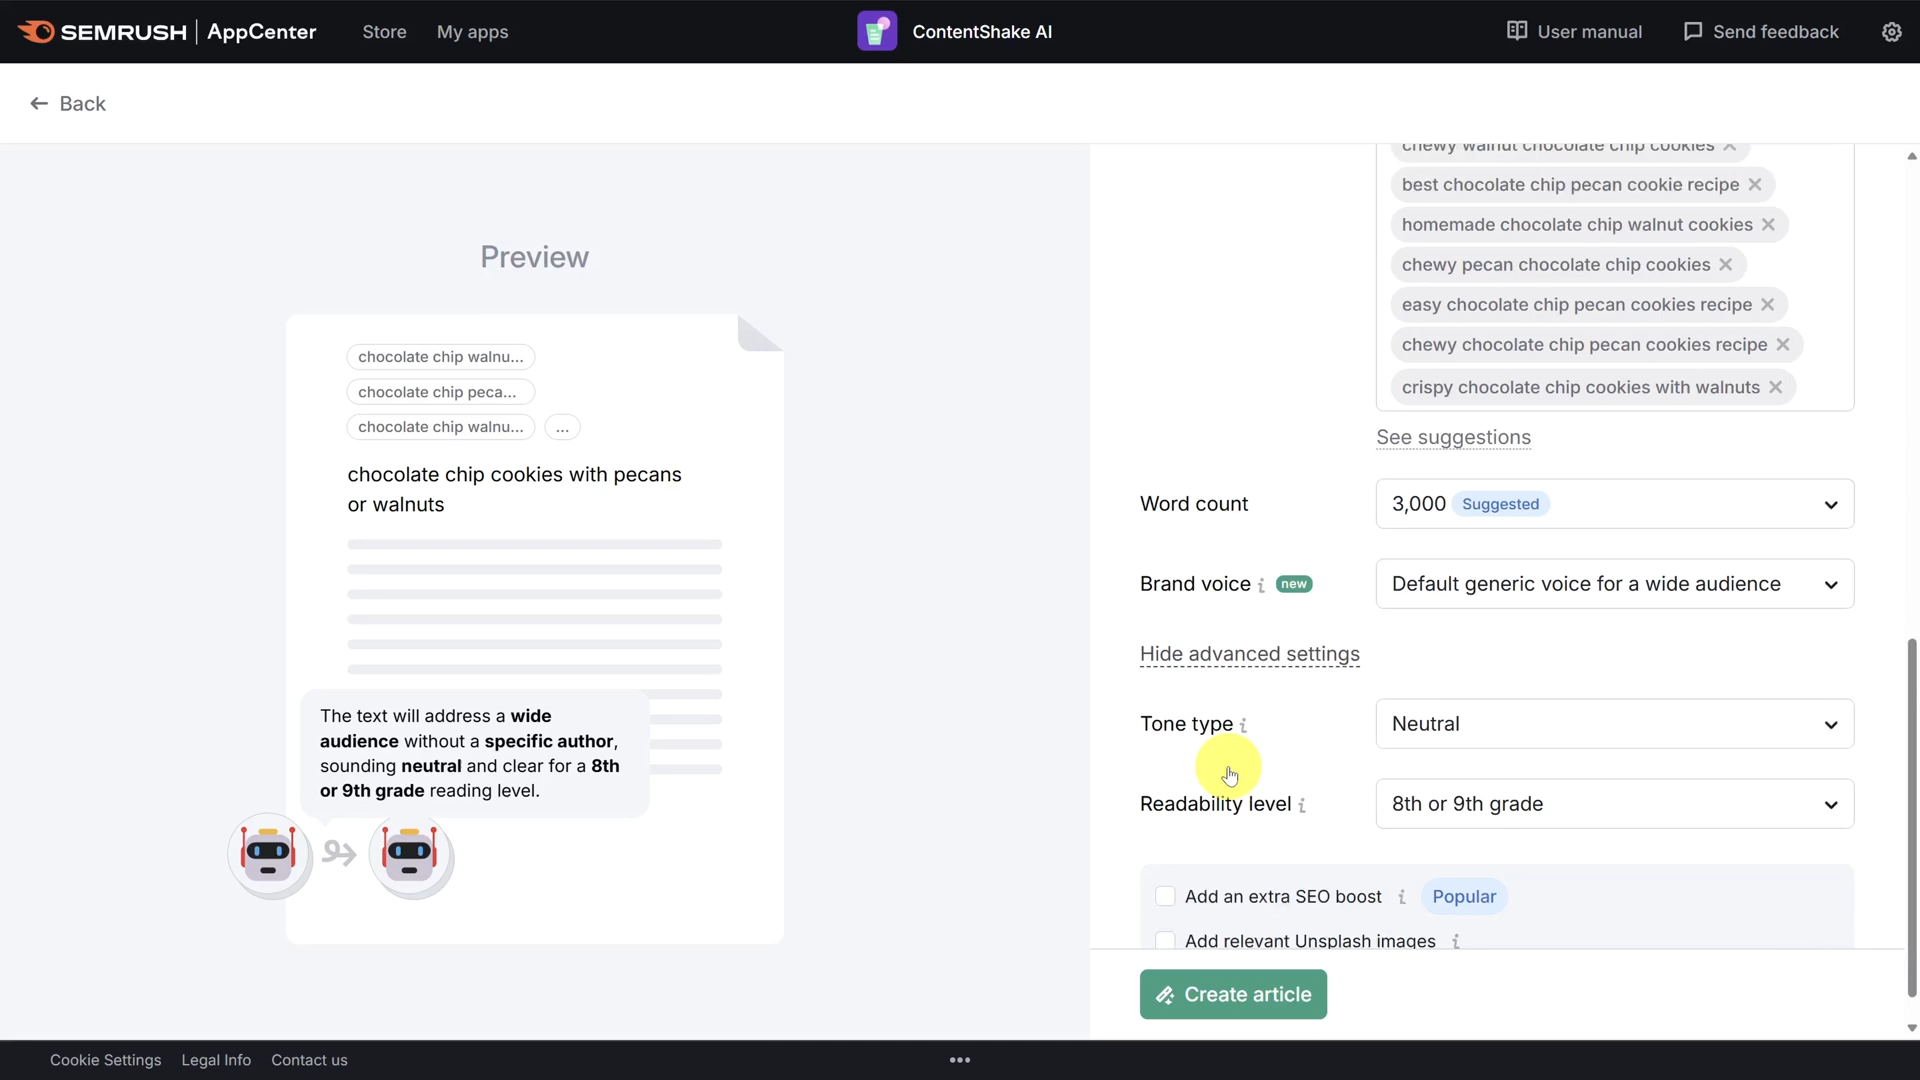 SEMRUSH AppCenter Store My apps ContentShake AI User manual Send feedback
Back
Preview
chocolate chip walnu...
chocolate chip peca...
chocolate chip walnu... ...
chocolate chip cookies with pecans
or walnuts
The text will address a wide
audience without a specific author,
sounding neutral and clear for a 8th
or 9th grade reading level.
chewy walnut chocolate chip cookies
best chocolate chip pecan cookie recipe
homemade chocolate chip walnut cookies
chewy pecan chocolate chip cookies
easy chocolate chip pecan cookies recipe
chewy chocolate chip pecan cookies recipe
crispy chocolate chip cookies with walnuts
See suggestions
Word count 3,000 Suggested
Brand voice i new Default generic voice for a wide audience
Hide advanced settings
Tone type i Neutral
Readability level i 8th or 9th grade
Add an extra SEO boost i Popular
Add relevant Unsplash images i
Create article
Cookie Settings Legal Info Contact us •••